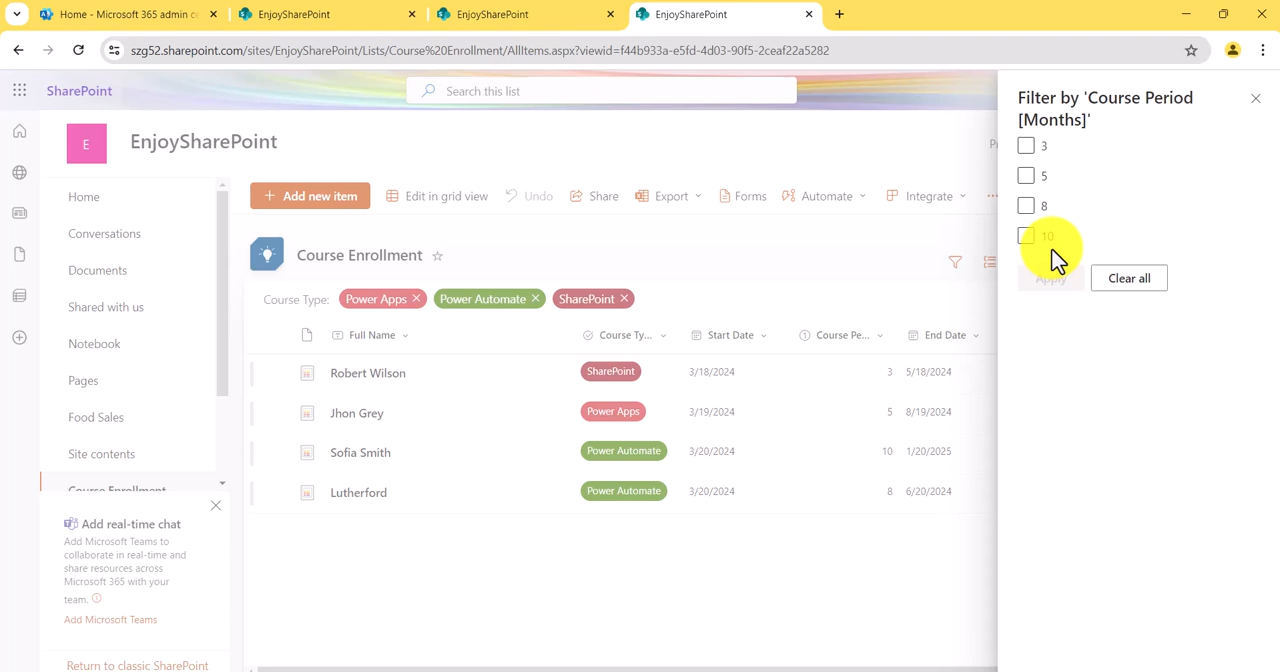 Home - Microsoft 365 admin ce
EnjoySharePoint
EnjoySharePoint
EnjoySharePoint
szg52.sharepoint.com/sites/EnjoySharePoint/Lists/Course%20Enrollment/AllItems.aspx?viewid=f44b933a-e5fd-4d03-90f5-2ceaf22a5282
SharePoint
Search this list
E
EnjoySharePoint
Home
Conversations
Documents
Shared with us
Notebook
Pages
Food Sales
Site contents
Course Enrollment
Add real-time chat
Add Microsoft Teams to
collaborate in real-time and
share resources across
Microsoft 365 with your
team.
Add Microsoft Teams
Return to classic SharePoint
+ Add new item
Edit in grid view
Undo
Share
Export
Forms
Automate
Integrate
...
Course Enrollment
Course Type: Power Apps Power Automate SharePoint
Full Name Course Ty... Start Date Course Pe... End Date
Robert Wilson SharePoint 3/18/2024 3 5/18/2024
Jhon Grey Power Apps 3/19/2024 5 8/19/2024
Sofia Smith Power Automate 3/20/2024 10 1/20/2025
Lutherford Power Automate 3/20/2024 8 6/20/2024
Filter by 'Course Period
[Months]'
3
5
8
10
Apply
Clear all